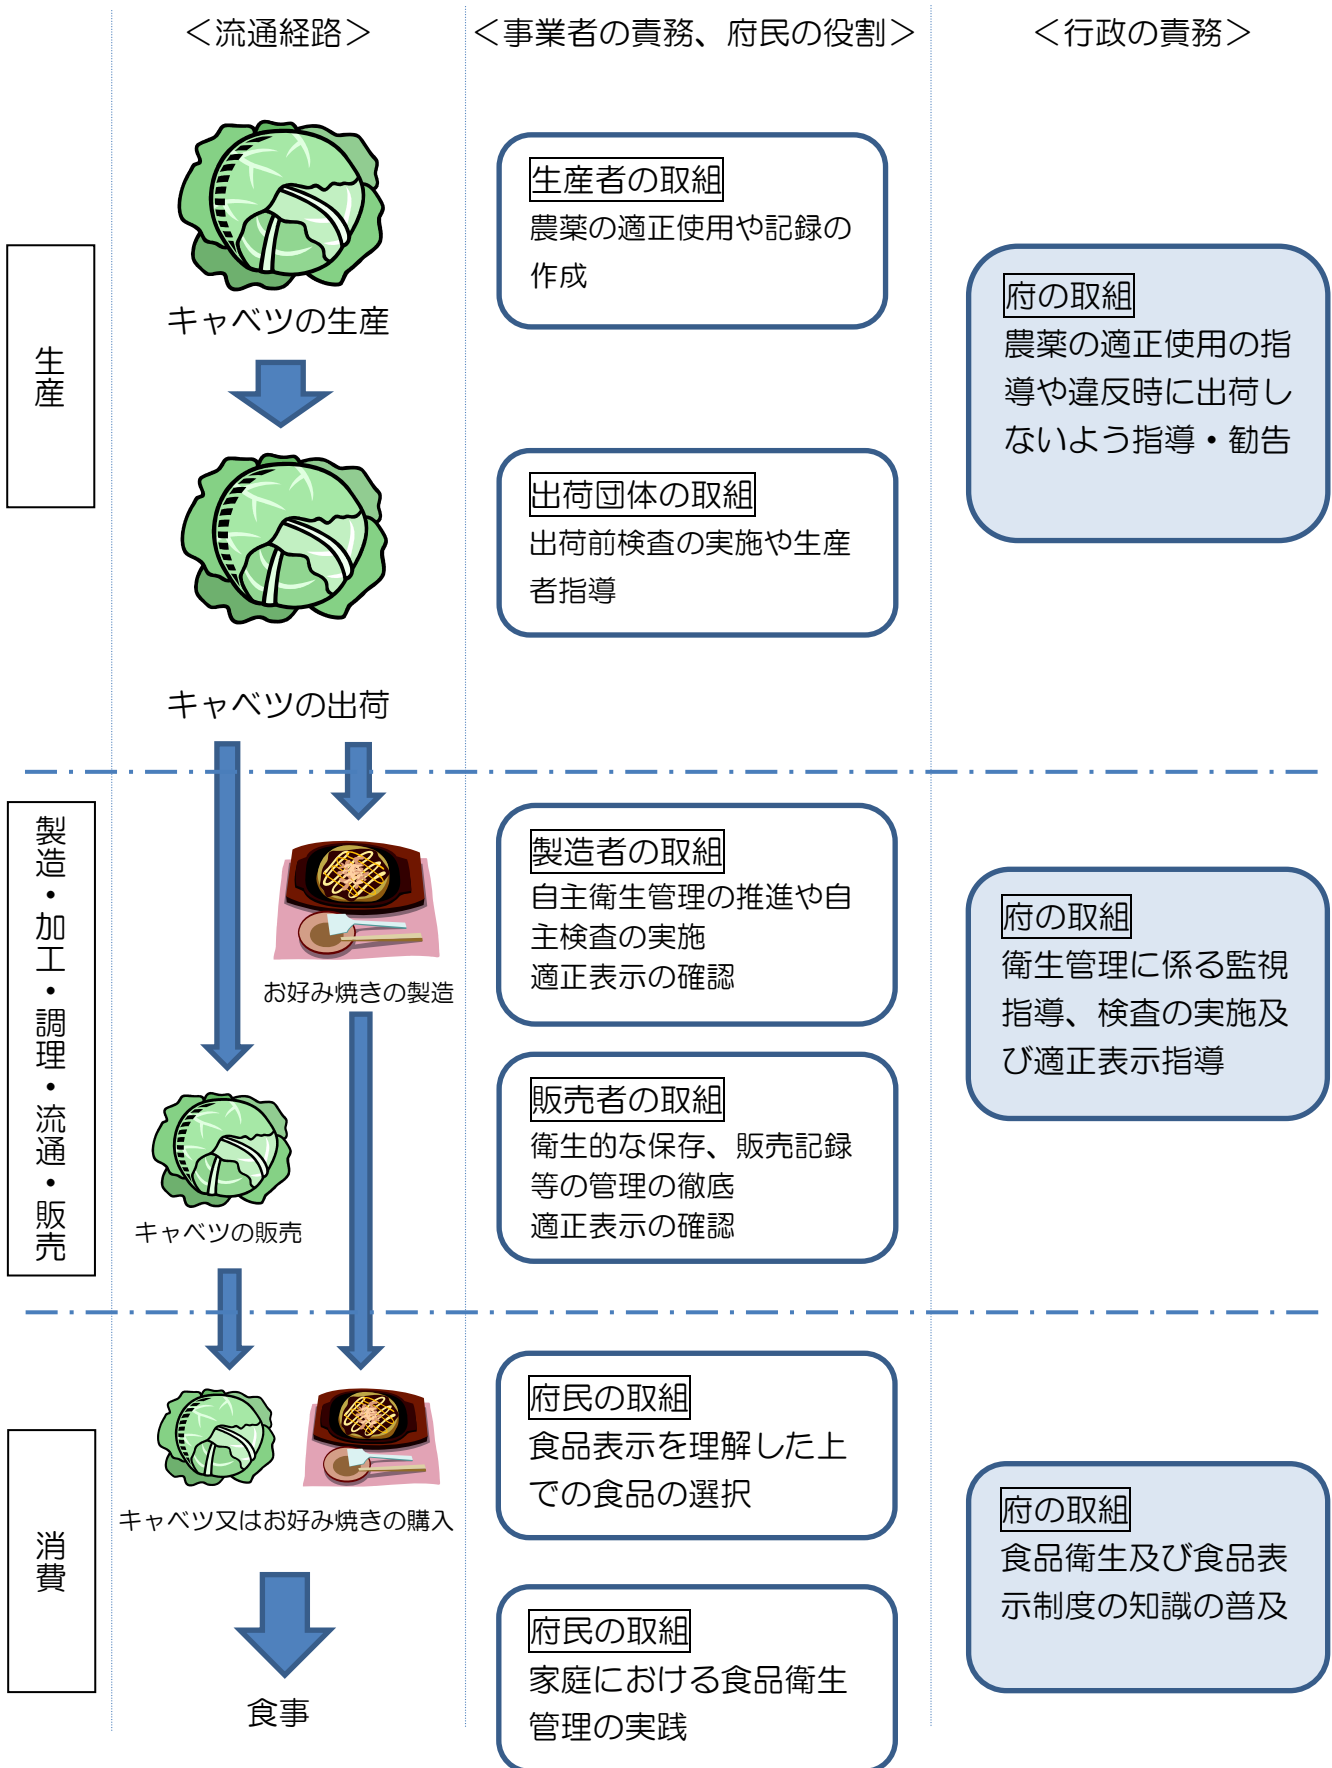 ＜流通経路＞
＜事業者の責務、府民の役割＞
＜行政の責務＞
生産
キャベツの生産
キャベツの出荷
生産者の取組
農薬の適正使用や記録の
作成
出荷団体の取組
出荷前検査の実施や生産
者指導
府の取組
農薬の適正使用の指
導や違反時に出荷し
ないよう指導・勧告
製造・加工・調理・流通・販売
お好み焼きの製造
キャベツの販売
製造者の取組
自主衛生管理の推進や自
主検査の実施
適正表示の確認
販売者の取組
衛生的な保存、販売記録
等の管理の徹底
適正表示の確認
府の取組
衛生管理に係る監視
指導、検査の実施及
び適正表示指導
消費
キャベツ又はお好み焼きの購入
食事
府民の取組
食品表示を理解した上
での食品の選択
府民の取組
家庭における食品衛生
管理の実践
府の取組
食品衛生及び食品表
示制度の知識の普及